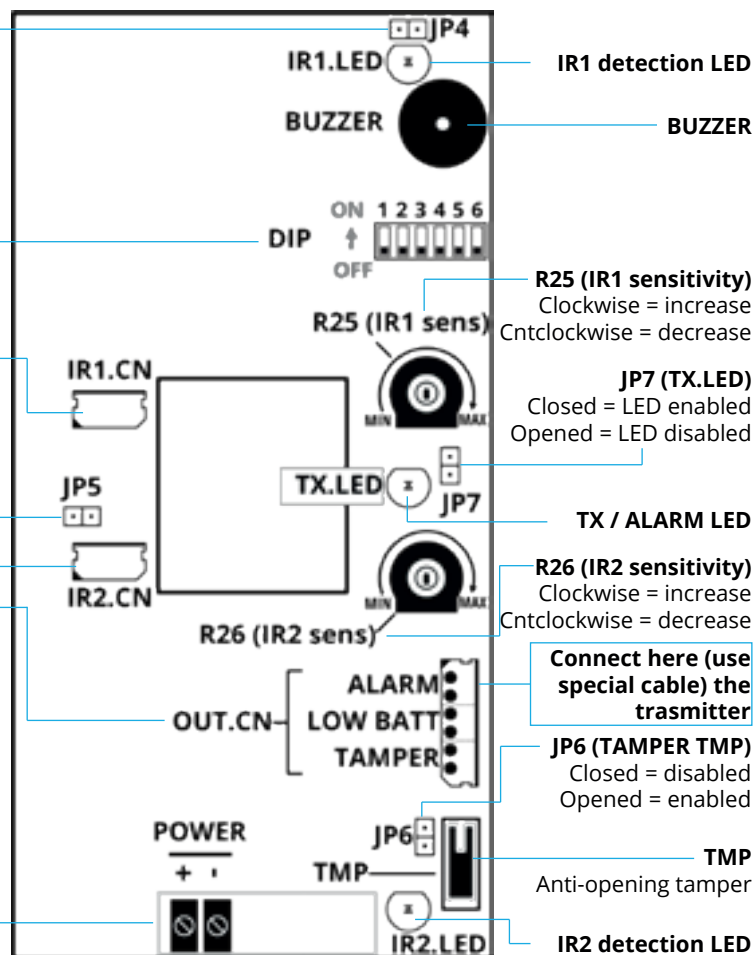 JP4
IR1.LED
IR1 detection LED
BUZZER
BUZZER
ON 1 2 3 4 5 6
DIP
OFF
R25 (IR1 sensitivity)
Clockwise = increase
Cntclockwise = decrease
R25 (IR1 sens)
IR1.CN
MIN MAX
JP7 (TX.LED)
Closed = LED enabled
Opened = LED disabled
TX.LED
JP7
JP5
TX / ALARM LED
IR2.CN
R26 (IR2 sensitivity)
Clockwise = increase
Cntclockwise = decrease
MIN MAX
R26 (IR2 sens)
Connect here (use
special cable) the
trasmitter
ALARM
OUT.CN LOW BATT
TAMPER
JP6 (TAMPER TMP)
Closed = disabled
Opened = enabled
POWER
+ -
JP6
TMP
TMP
Anti-opening tamper
IR2.LED
IR2 detection LED